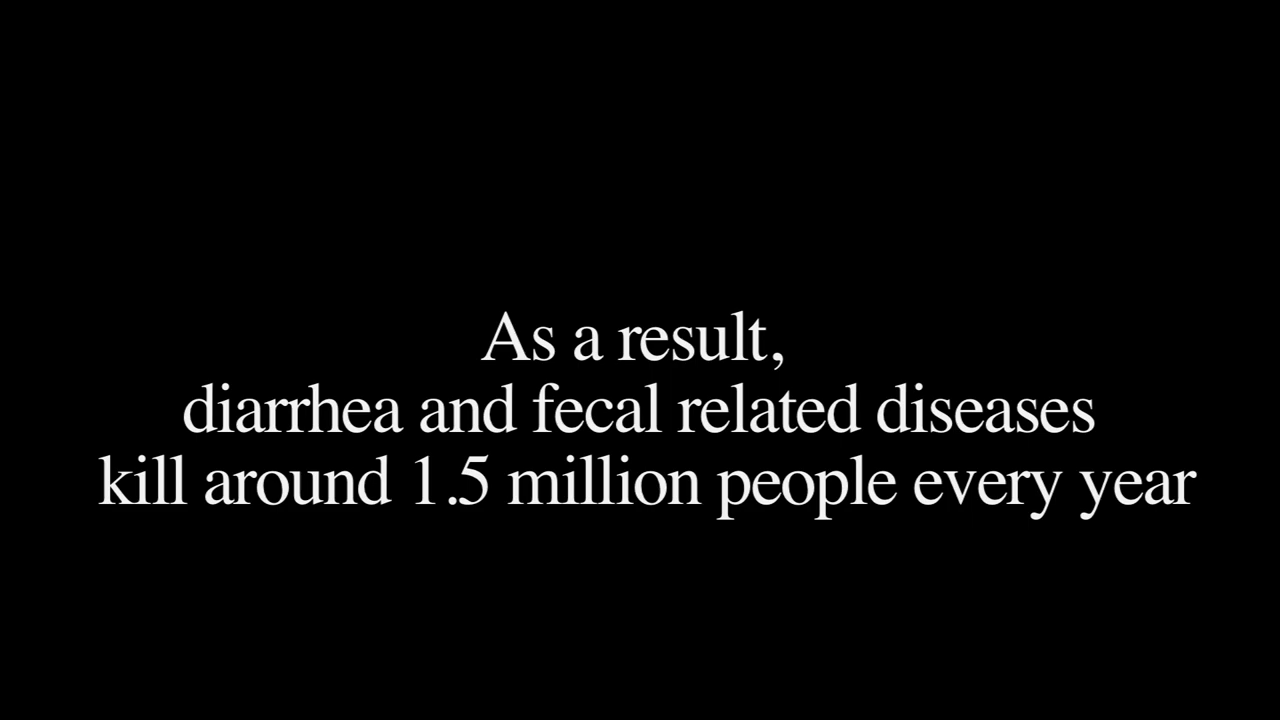 As a result,
diarrhea and fecal related diseases
kill around 1.5 million people every year